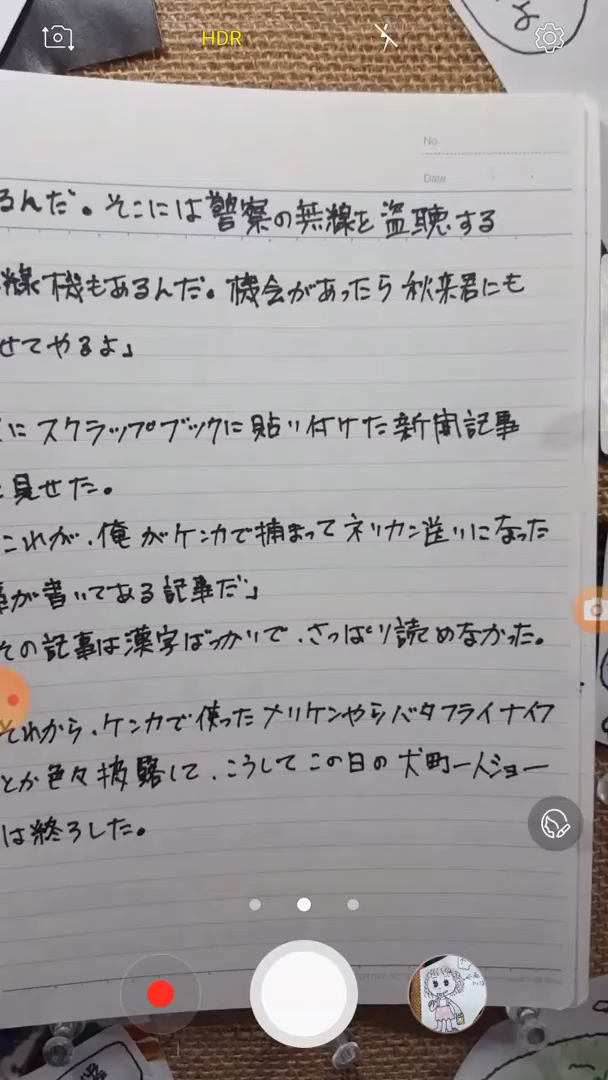 HDR
No.
Date
るんだ。そこには警察の無線を盗聴する
線機もあるんだ。機会があったら秋来君にも
せてやるよ」
にスクラップブックに貼り付けた新聞記事
見せた。
これが、俺がケンカで捕まってネリカン送りになった
事が書いてある記事だ」
その記事は漢字ばっかりで、さっぱり読めなかった。
それから、ケンカで使ったメリケンやらバタフライナイフ
とか色々披露して、こうしてこの日の犬町一人ショー
は終了した。